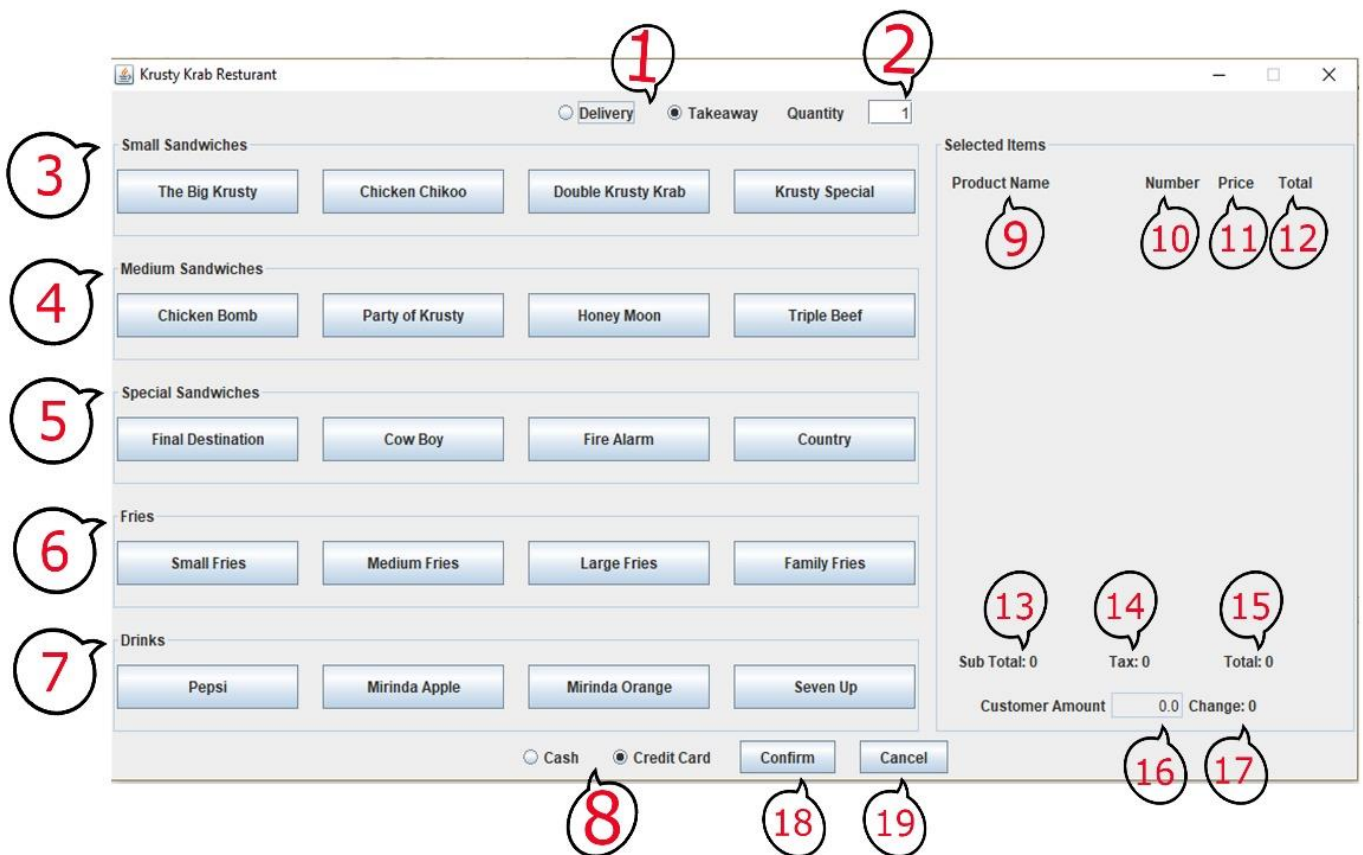 1
2
Krusty Krab Resturant
Delivery Takeaway Quantity 1
3
Small Sandwiches
The Big Krusty Chicken Chikoo Double Krusty Krab Krusty Special
4
Medium Sandwiches
Chicken Bomb Party of Krusty Honey Moon Triple Beef
5
Special Sandwiches
Final Destination Cow Boy Fire Alarm Country
6
Fries
Small Fries Medium Fries Large Fries Family Fries
7
Drinks
Pepsi Mirinda Apple Mirinda Orange Seven Up
Selected Items
Product Name Number Price Total
9 10 11 12
13 14 15
Sub Total: 0 Tax: 0 Total: 0
Customer Amount 0.0 Change: 0
16 17
Cash Credit Card Confirm Cancel
8 18 19